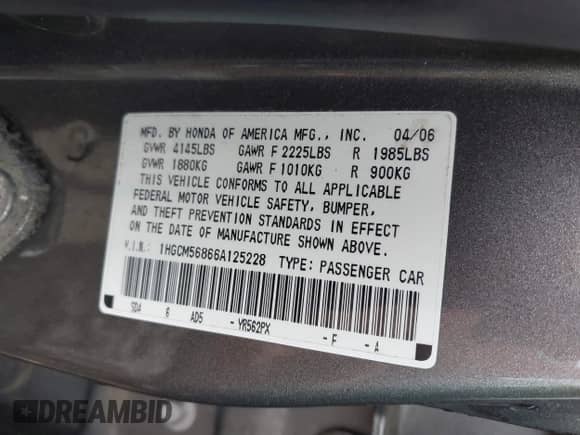 MFD. BY HONDA OF AMERICA MFG., INC. 04/06
GVWR 4145LBS GAWR F 2225LBS R 1985LBS
GVWR 1880KG GAWR F 1010KG R 900KG
THIS VEHICLE CONFORMS TO ALL APPLICABLE
FEDERAL MOTOR VEHICLE SAFETY, BUMPER,
AND THEFT PREVENTION STANDARDS IN EFFECT
ON THE DATE OF MANUFACTURE SHOWN ABOVE.
V.I.N.: 1HGCM56866A125228 TYPE: PASSENGER CAR
SDA 6 AD5 - YR562PX - F - A
DREAMBID